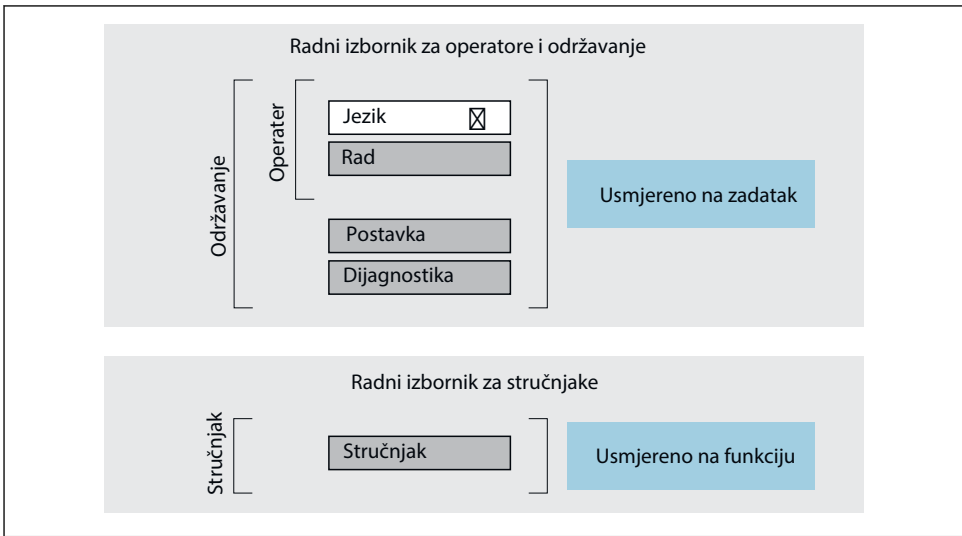 Radni izbornik za operatore i održavanje
Održavanje
Operater
Jezik
Rad
Postavka
Dijagnostika
Usmjereno na zadatak
Radni izbornik za stručnjake
Stručnjak
Stručnjak
Usmjereno na funkciju